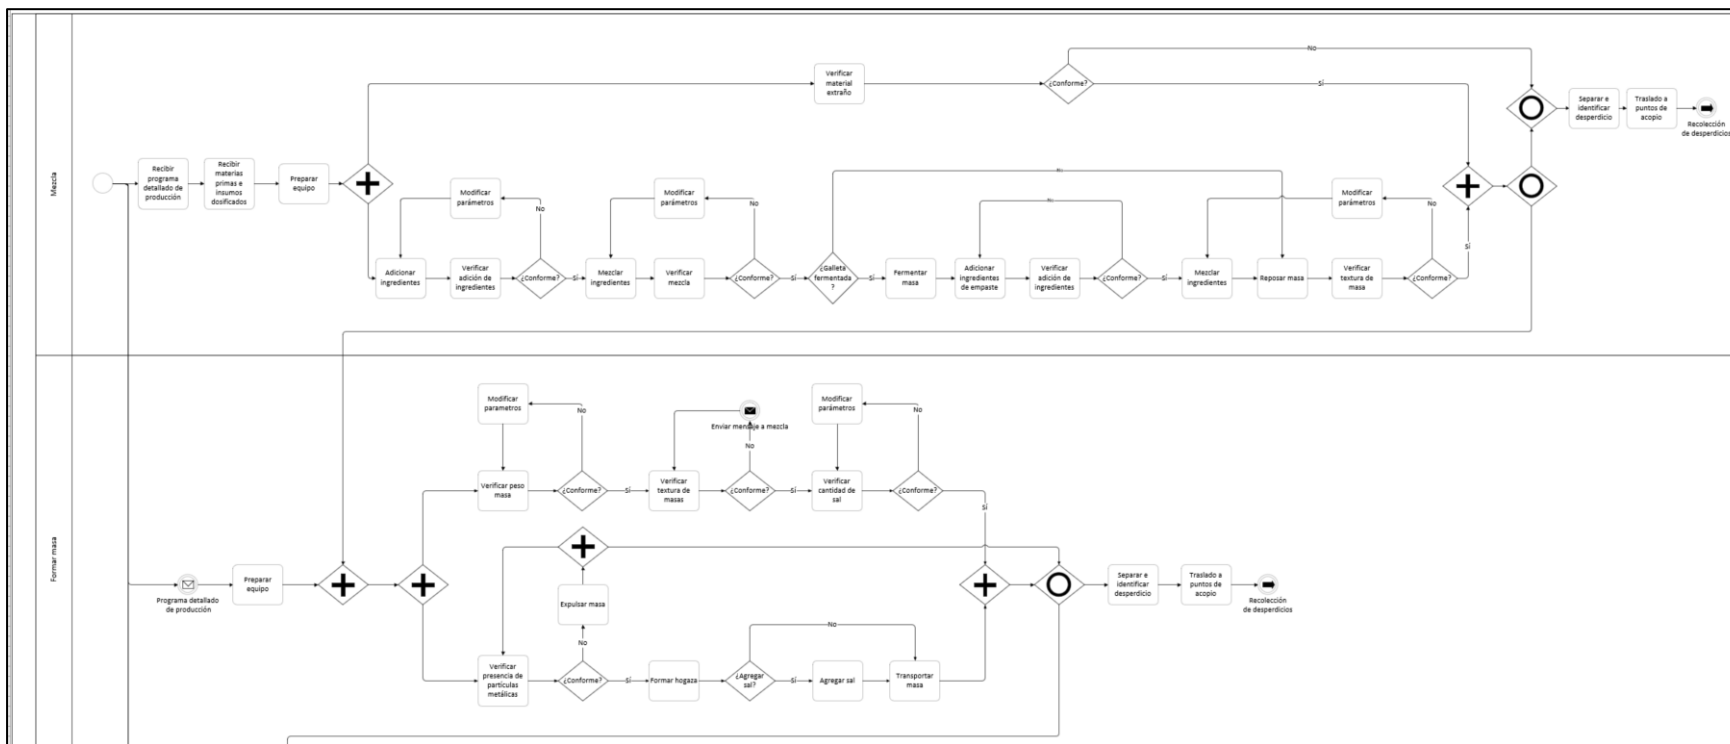 Mezcla
No
Verificar
material
extraño
¿Conforme?
Sí
Separar e
identificar
desperdicio
Traslado a
puntos de
acopio
Recolección
de desperdicios
Recibir
programa
detallado de
producción
Recibir
materias
primas e
insumos
dosificados
Preparar
equipo
Modificar
parámetros
No
Modificar
parámetros
No
Modificar
parámetros
No
Adicionar
ingredientes
Verificar
adición de
ingredientes
¿Conforme?
Sí
Mezclar
ingredientes
Verificar
mezcla
¿Conforme?
Sí
¿Galleta
fermentada
?
Sí
Fermentar
masa
Adicionar
ingredientes
de empaste
Verificar
adición de
ingredientes
¿Conforme?
Sí
Mezclar
ingredientes
Reposar masa
Verificar
textura de
masa
¿Conforme?
Sí
Formar masa
Modificar
parametros
No
Enviar mensaje a mezcla
No
Modificar
parámetros
No
Verificar peso
masa
¿Conforme?
Sí
Verificar
textura de
masas
¿Conforme?
Sí
Verificar
cantidad de
sal
¿Conforme?
Sí
Programa detallado
de producción
Preparar
equipo
Expulsar masa
No
Separar e
identificar
desperdicio
Traslado a
puntos de
acopio
Recolección
de desperdicios
Verificar
presencia de
partículas
metálicas
¿Conforme?
Sí
Formar hogaza
¿Agregar
sal?
No
Sí
Agregar sal
Transportar
masa